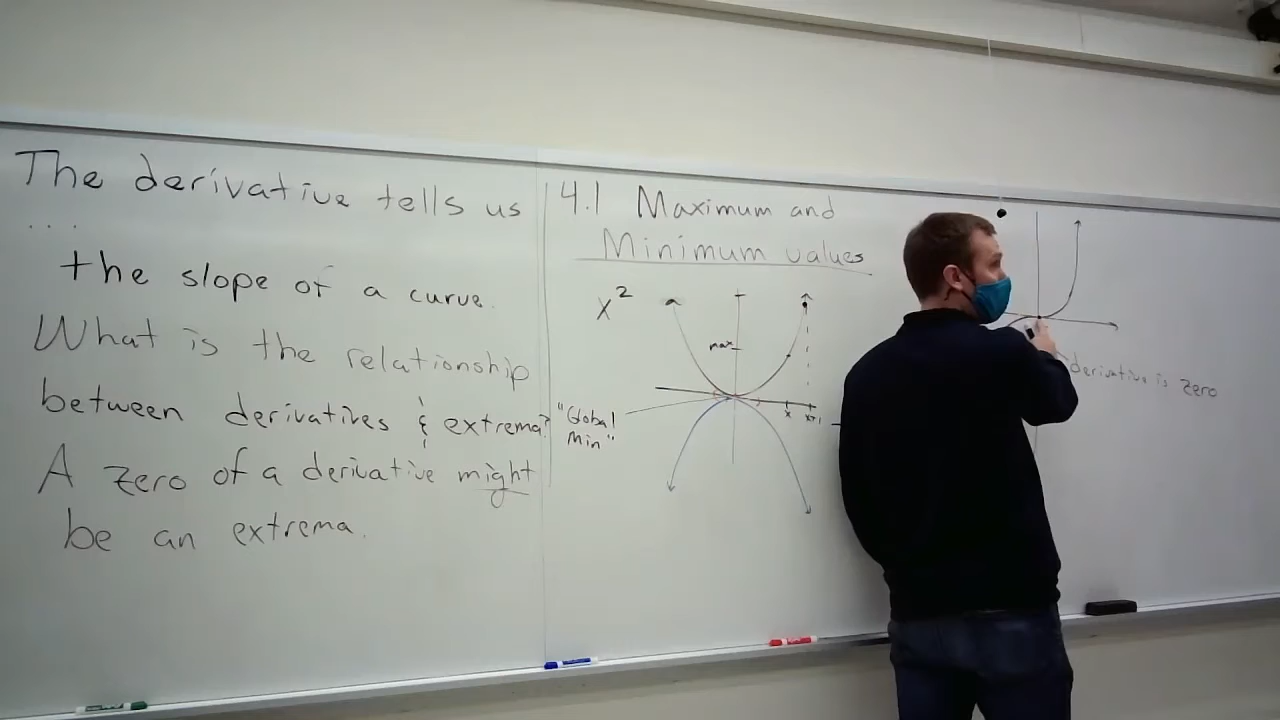 The derivative tells us
...
the slope of a curve.
What is the relationship
between derivatives & extrema?
A zero of a derivative might
be an extrema.
4.1 Maximum and
Minimum values
x²
max
"Global
Min"
x x+1
derivative is zero